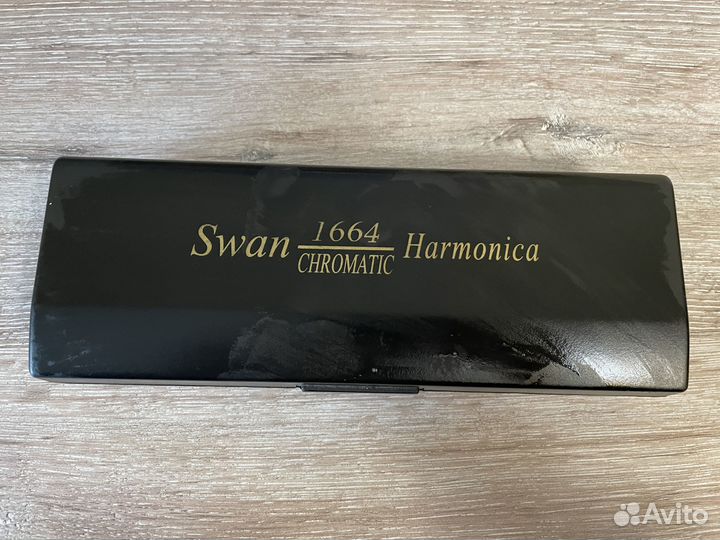 Swan 1664 Harmonica
CHROMATIC
Avito